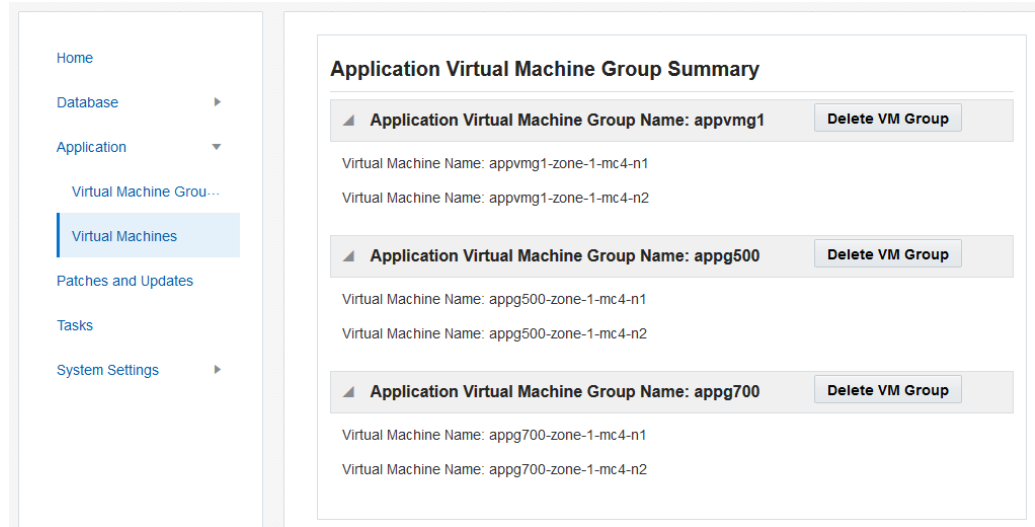 Home
Database
Application
Virtual Machine Grou...
Virtual Machines
Patches and Updates
Tasks
System Settings
Application Virtual Machine Group Summary
Application Virtual Machine Group Name: appvmg1 Delete VM Group
Virtual Machine Name: appvmg1-zone-1-mc4-n1
Virtual Machine Name: appvmg1-zone-1-mc4-n2
Application Virtual Machine Group Name: appg500 Delete VM Group
Virtual Machine Name: appg500-zone-1-mc4-n1
Virtual Machine Name: appg500-zone-1-mc4-n2
Application Virtual Machine Group Name: appg700 Delete VM Group
Virtual Machine Name: appg700-zone-1-mc4-n1
Virtual Machine Name: appg700-zone-1-mc4-n2